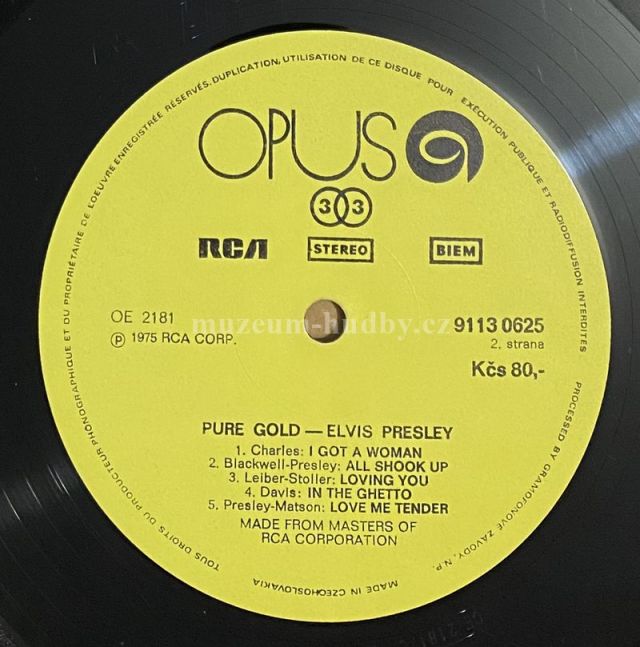 TOUS DROITS DU PRODUCTEUR PHONOGRAPHIQUE ET DU PROPRIÉTAIRE DE L'OEUVRE ENREGISTRÉE RÉSERVÉS. DUPLICATION, UTILISATION DE CE DISQUE POUR EXÉCUTION PUBLIQUE ET RADIODIFFUSION INTERDITES
PROCESSED BY GRAMOFONOVÉ ZÁVODY, N.P.
MADE IN CZECHOSLOVAKIA
OPUS
33
RCA STEREO BIEM
OE 2181
℗ 1975 RCA CORP.
muzeum-hudby.cz
9113 0625
2. strana
Kčs 80,-
PURE GOLD — ELVIS PRESLEY
1. Charles: I GOT A WOMAN
2. Blackwell-Presley: ALL SHOOK UP
3. Leiber-Stoller: LOVING YOU
4. Davis: IN THE GHETTO
5. Presley-Matson: LOVE ME TENDER
MADE FROM MASTERS OF
RCA CORPORATION